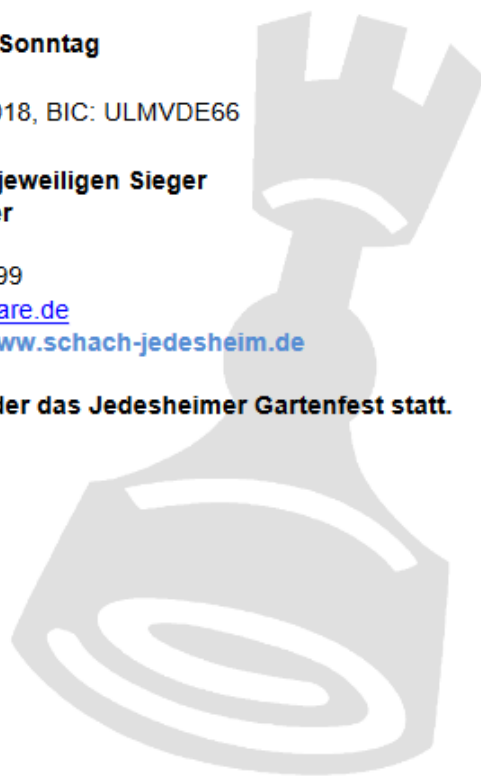 Sonntag
018, BIC: ULMVDE66
jeweiligen Sieger
er
99
are.de
ww.schach-jedesheim.de
der das Jedesheimer Gartenfest statt.